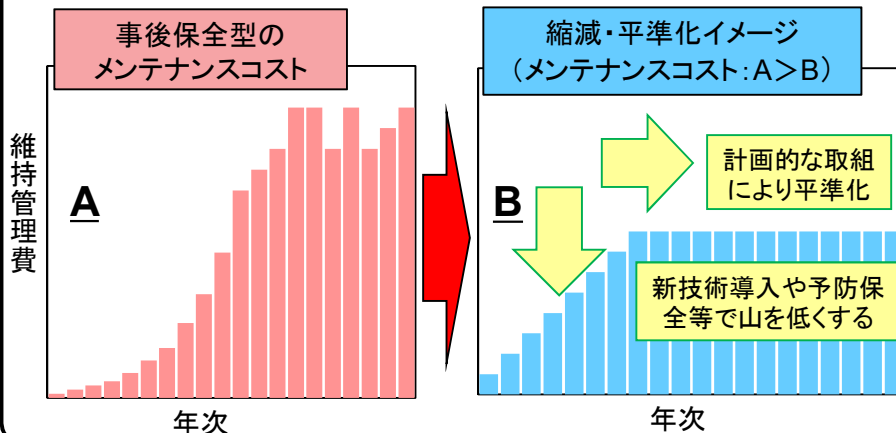 事後保全型の
メンテナンスコスト
縮減・平準化イメージ
（メンテナンスコスト：A＞B）
維持管理費
A
B
計画的な取組
により平準化
新技術導入や予防保
全等で山を低くする
年次
年次